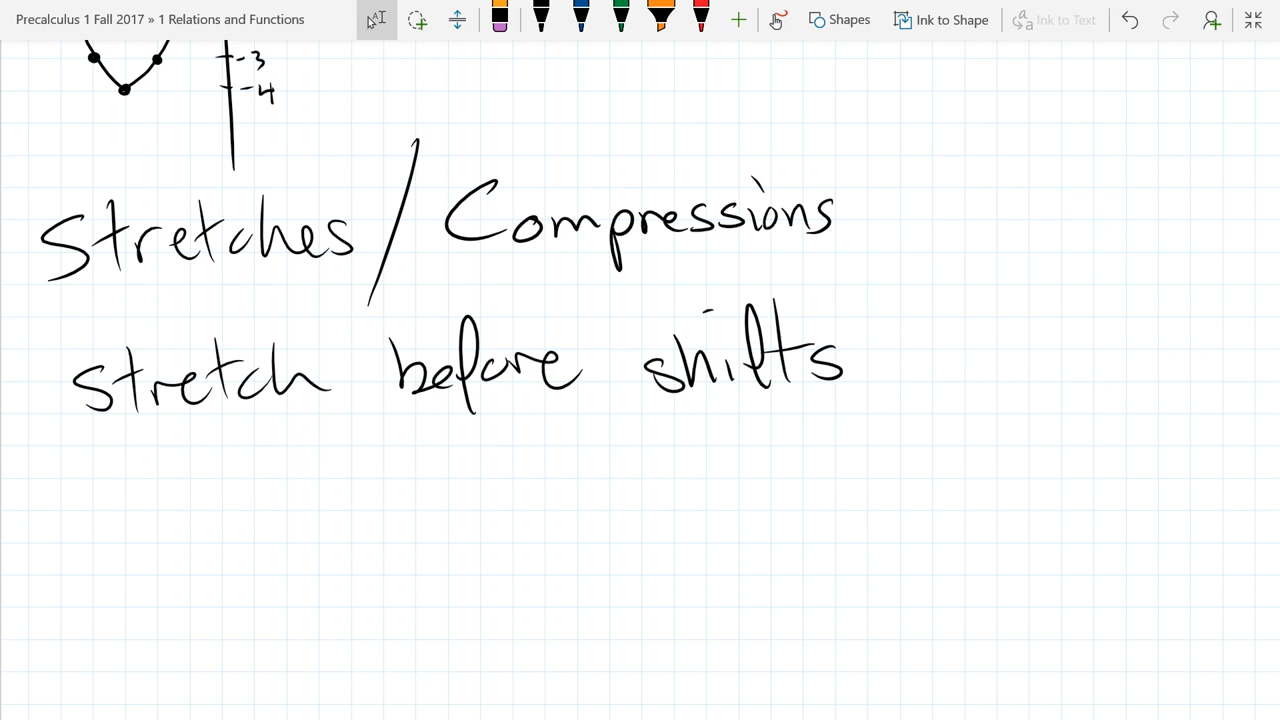 Precalculus 1 Fall 2017 » 1 Relations and Functions
Shapes
Ink to Shape
Ink to Text
-3
-4
Stretches / Compressions
stretch before shifts